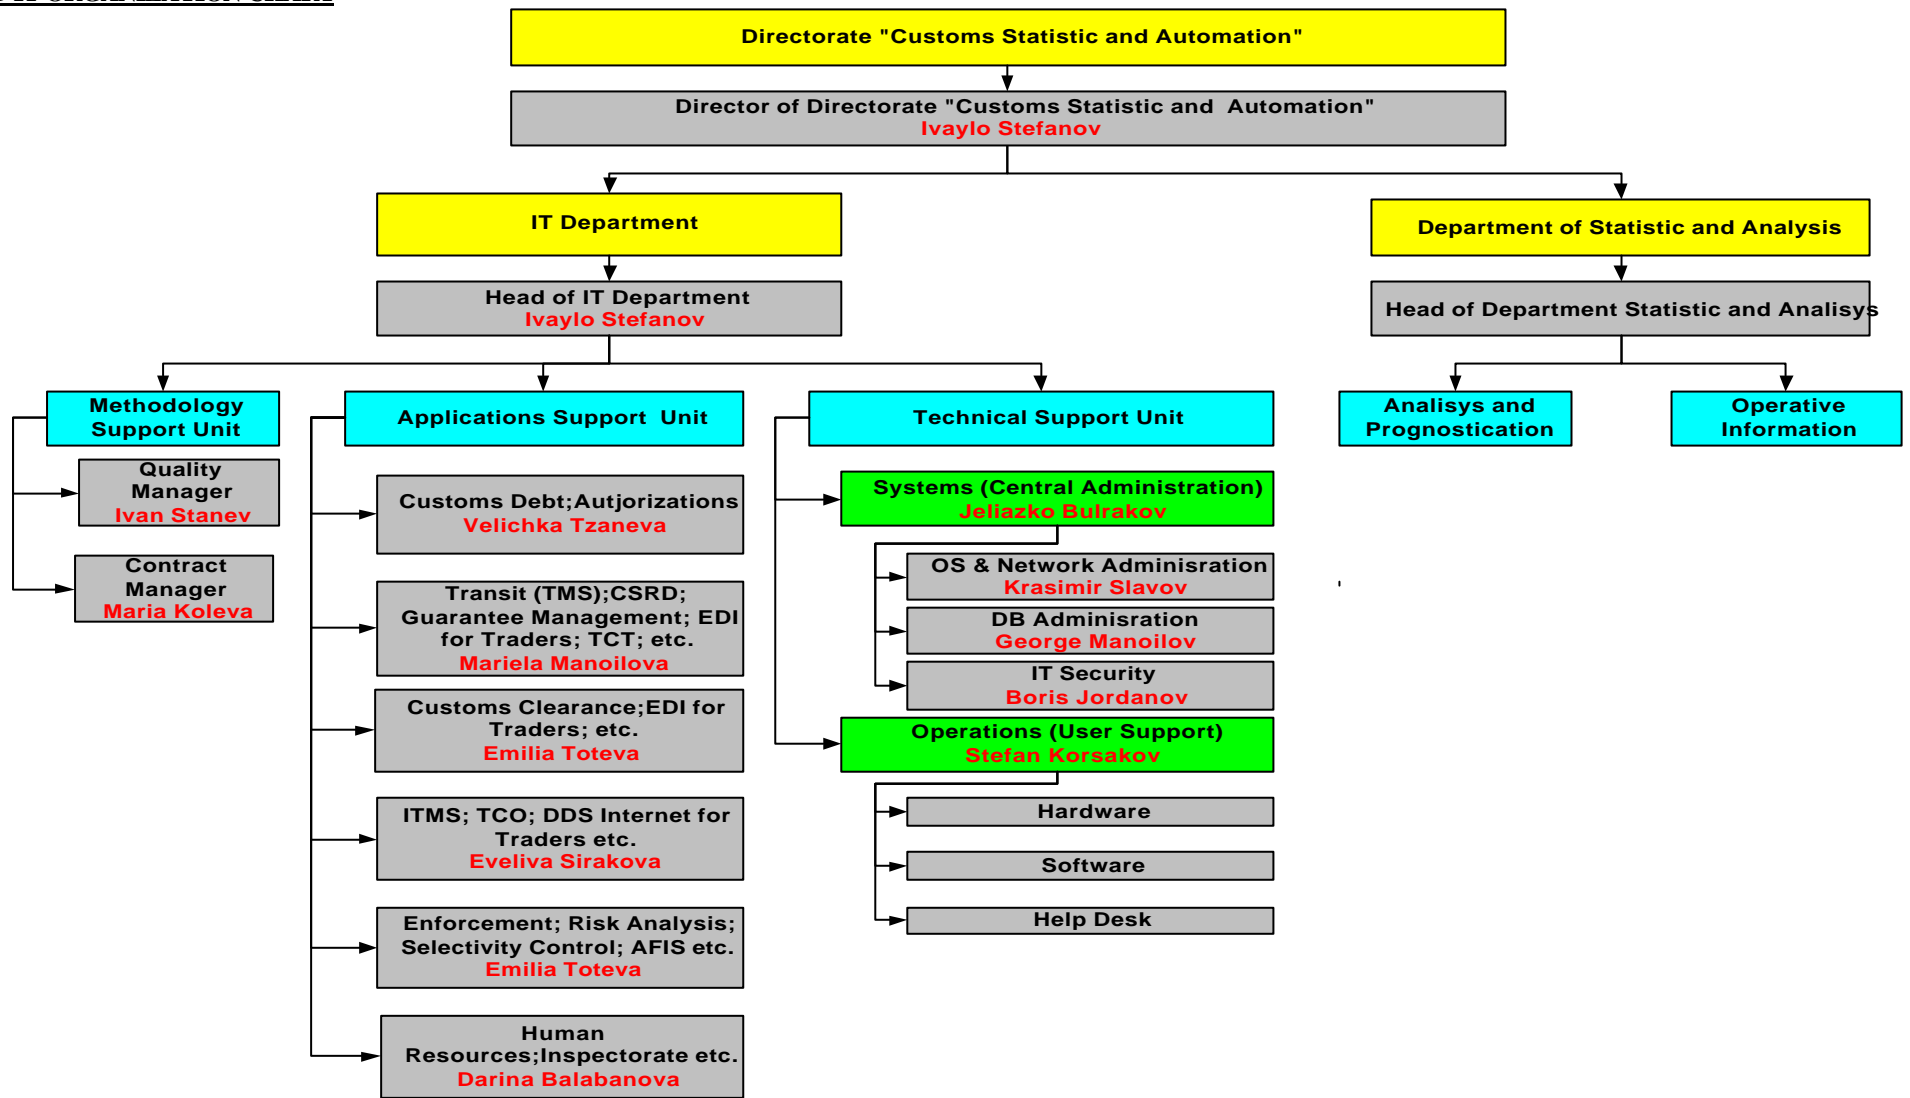 Directorate "Customs Statistic and Automation"
Director of Directorate "Customs Statistic and  Automation"
Ivaylo Stefanov
IT Department
Department of Statistic and Analysis
Head of IT Department
Ivaylo Stefanov
Head of Department Statistic and Analisys
Methodology
Support Unit
Quality
Manager
Ivan Stanev
Contract
Manager
Maria Koleva
Applications Support  Unit
Customs Debt;Autjorizations
Velichka Tzaneva
Transit (TMS);CSRD;
Guarantee Management; EDI
for Traders; TCT; etc.
Mariela Manoilova
Customs Clearance;EDI for
Traders; etc.
Emilia Toteva
ITMS; TCO; DDS Internet for
Traders etc.
Eveliva Sirakova
Enforcement; Risk Analysis;
Selectivity Control; AFIS etc.
Emilia Toteva
Human
Resources;Inspectorate etc.
Darina Balabanova
Technical Support Unit
Systems (Central Administration)
Jeliazko Bulrakov
OS & Network Adminisration
Krasimir Slavov
DB Adminisration
George Manoilov
IT Security
Boris Jordanov
Operations (User Support)
Stefan Korsakov
Hardware
Software
Help Desk
Analisys and
Prognostication
Operative
Information